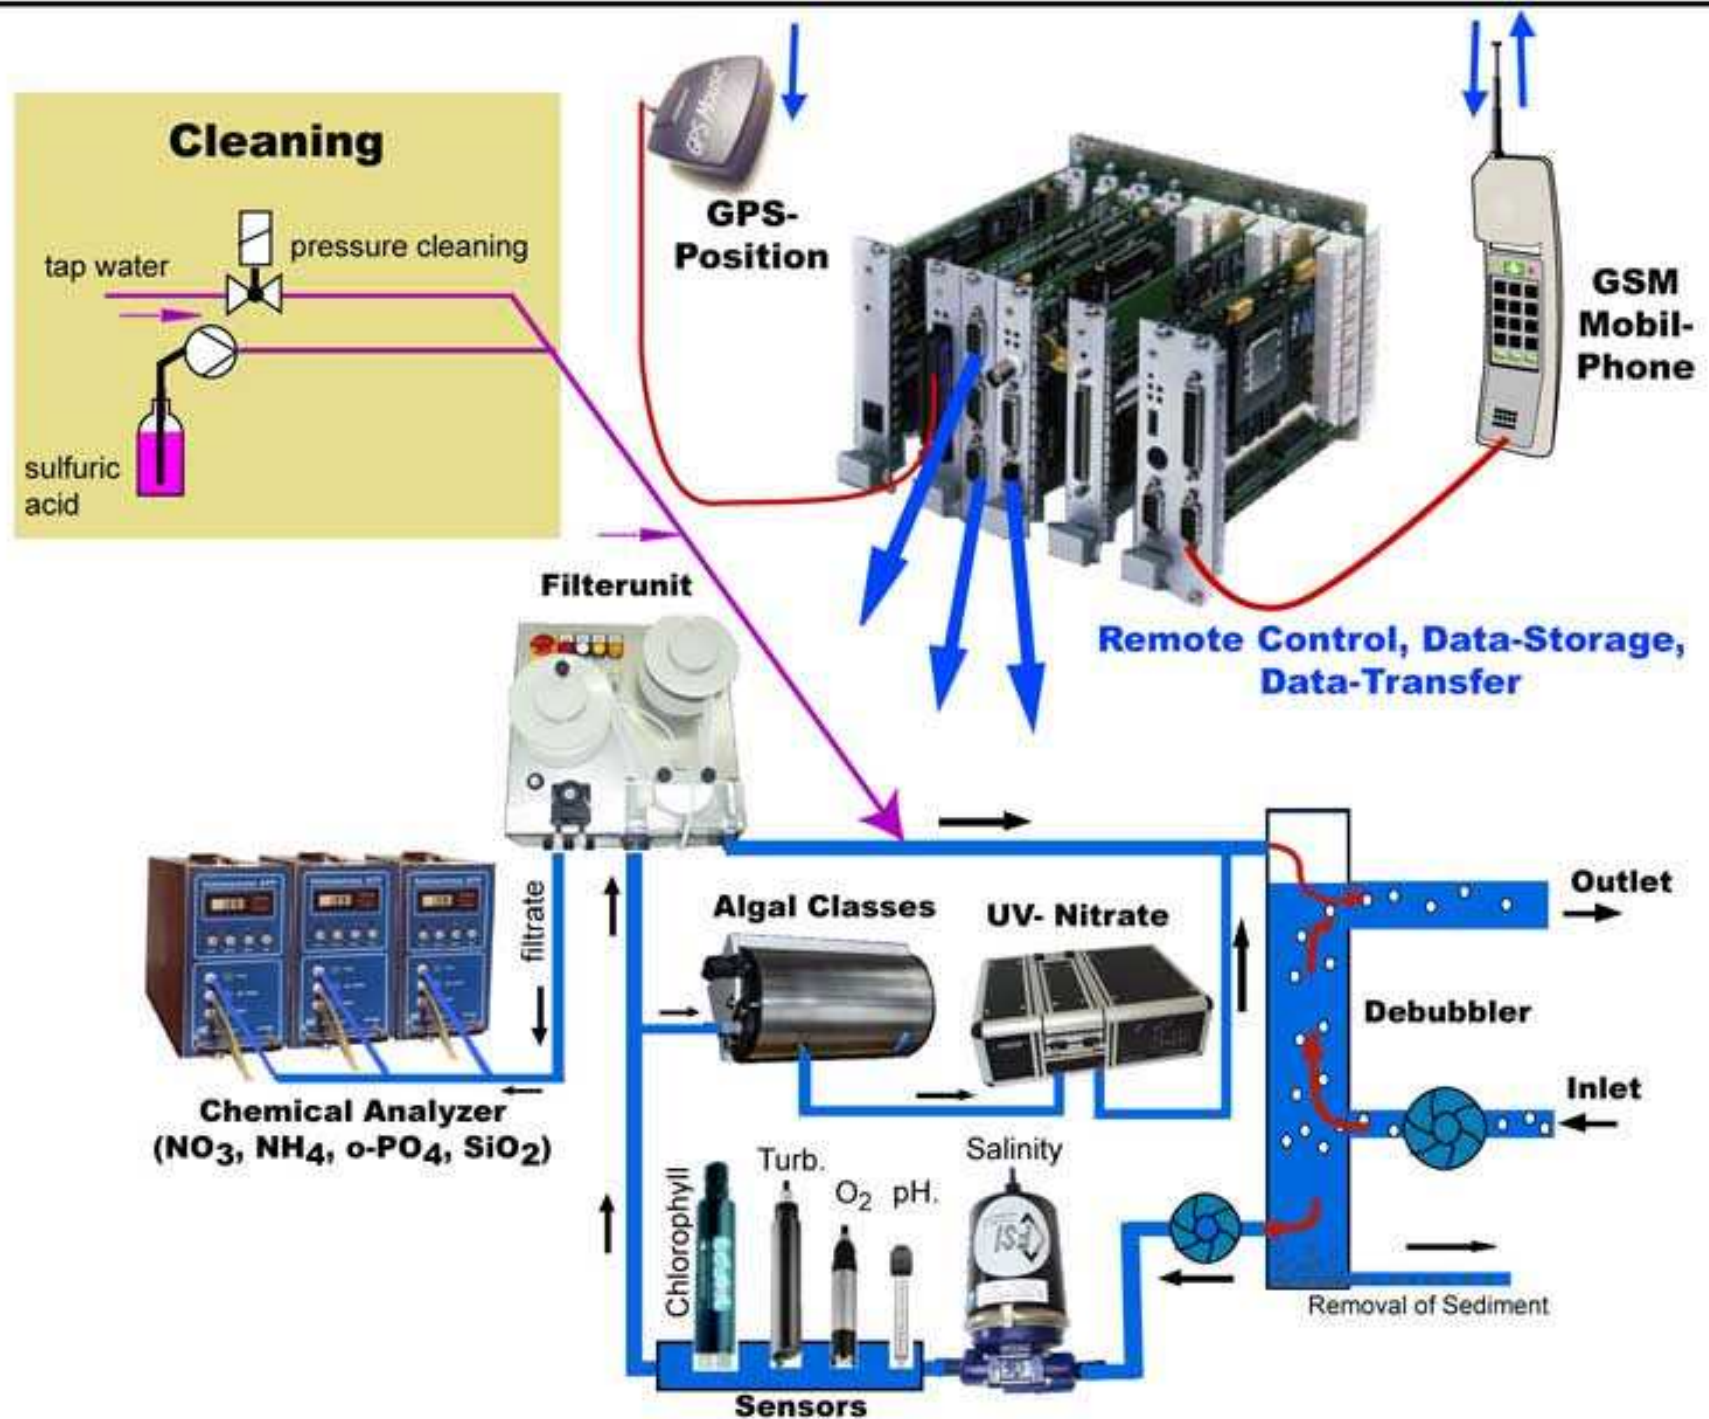 Cleaning
pressure cleaning
tap water
sulfuric
acid
GPS Mouse
GPS-
Position
GSM
Mobil-
Phone
Remote Control, Data-Storage,
Data-Transfer
Filterunit
filtrate
Chemical Analyzer
(NO3, NH4, o-PO4, SiO2)
Algal Classes
UV- Nitrate
Outlet
Debubbler
Inlet
Removal of Sediment
Chlorophyll
Turb.
O2
pH.
Salinity
Sensors